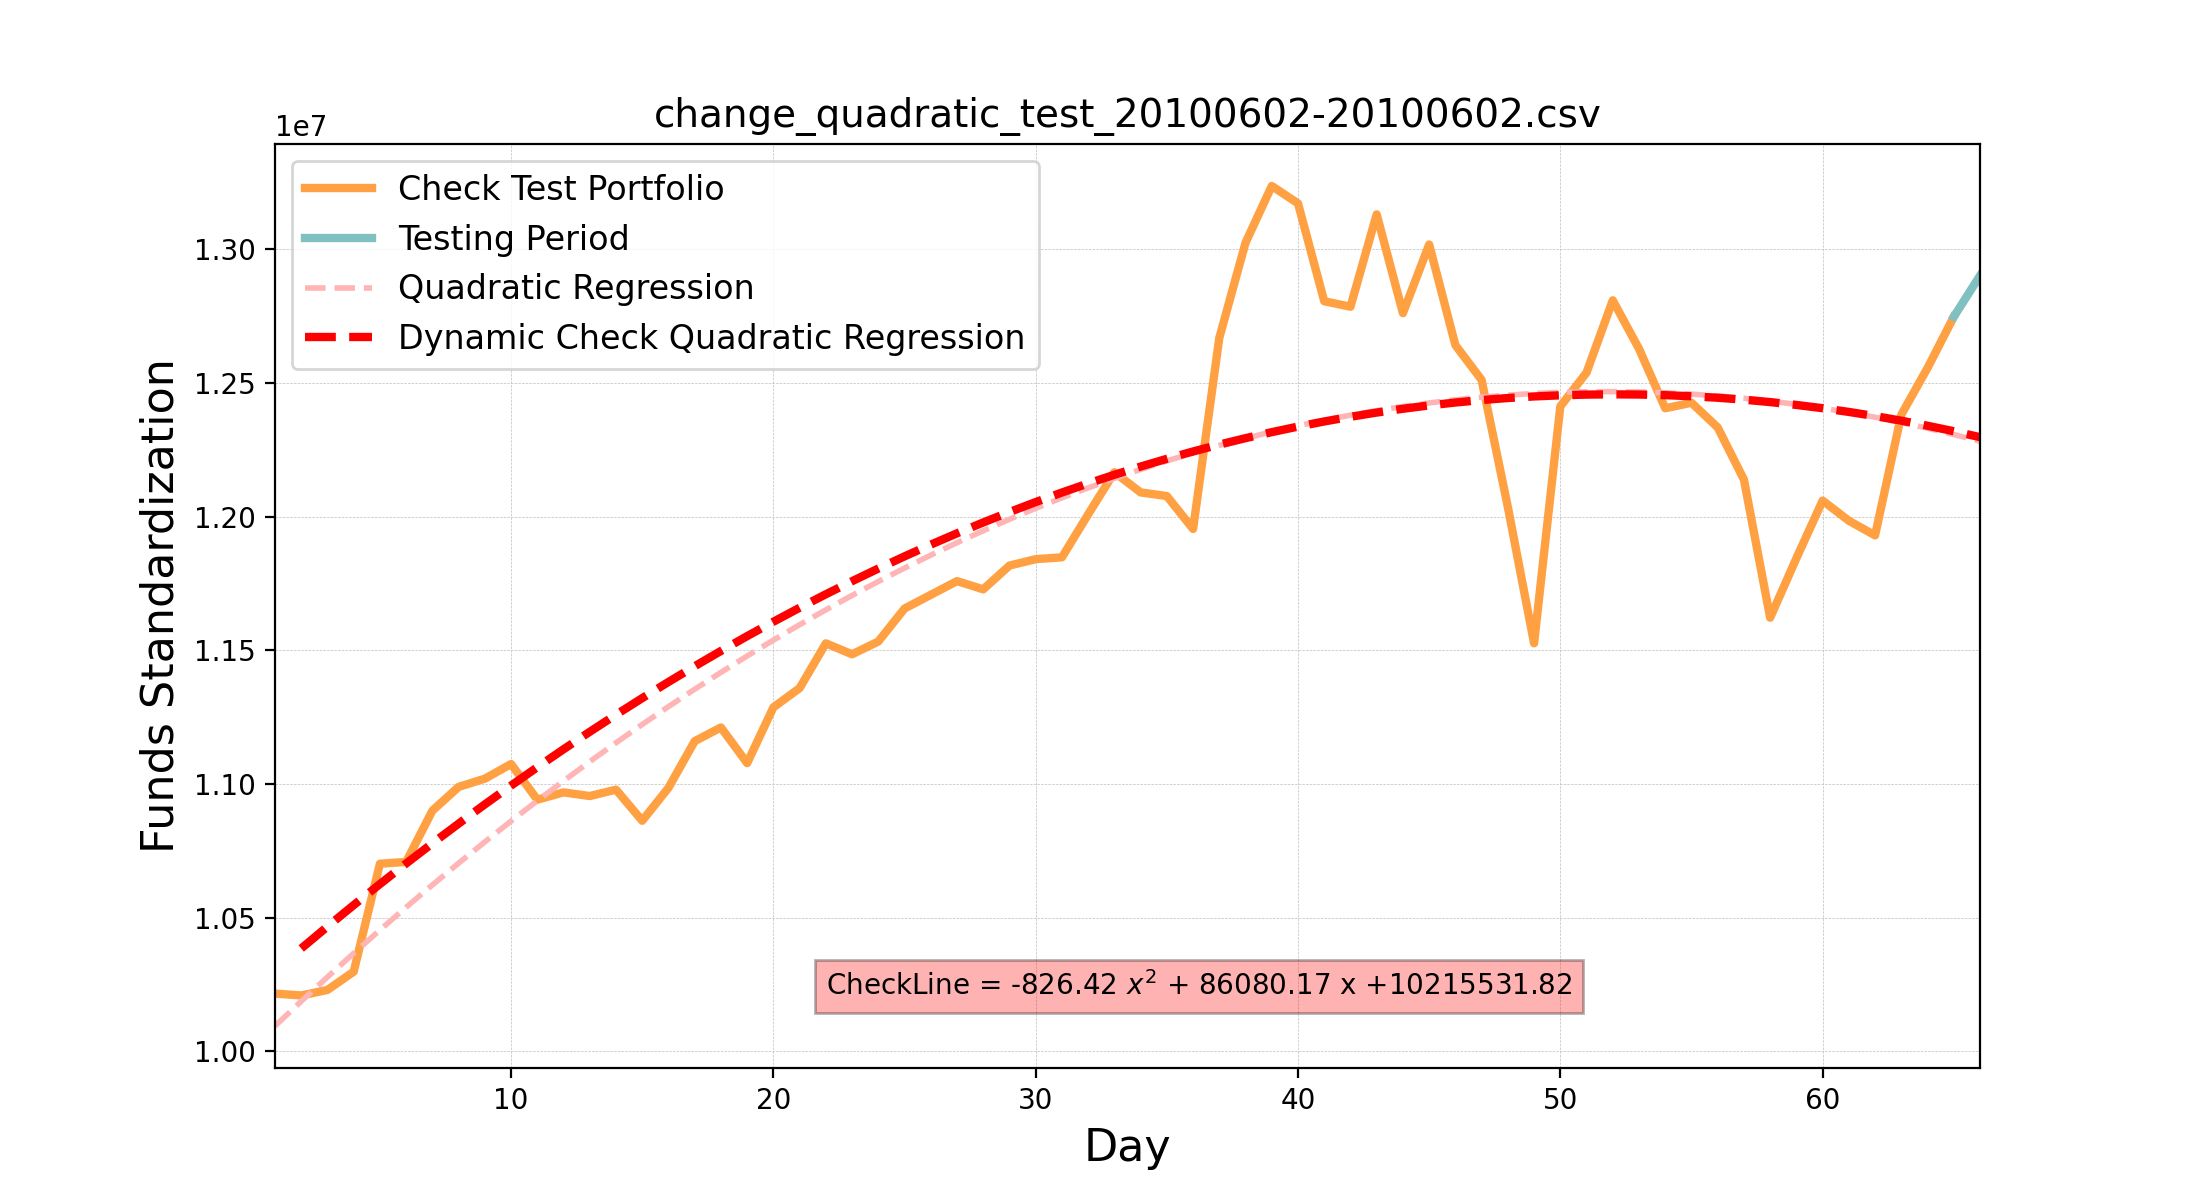 change_quadratic_test_20100602-20100602.csv
1e7
Check Test Portfolio
Testing Period
Quadratic Regression
Dynamic Check Quadratic Regression
1.30
1.25
1.20
1.15
1.10
1.05
1.00
Funds Standardization
CheckLine = -826.42 x² + 86080.17 x +10215531.82
10 20 30 40 50 60
Day